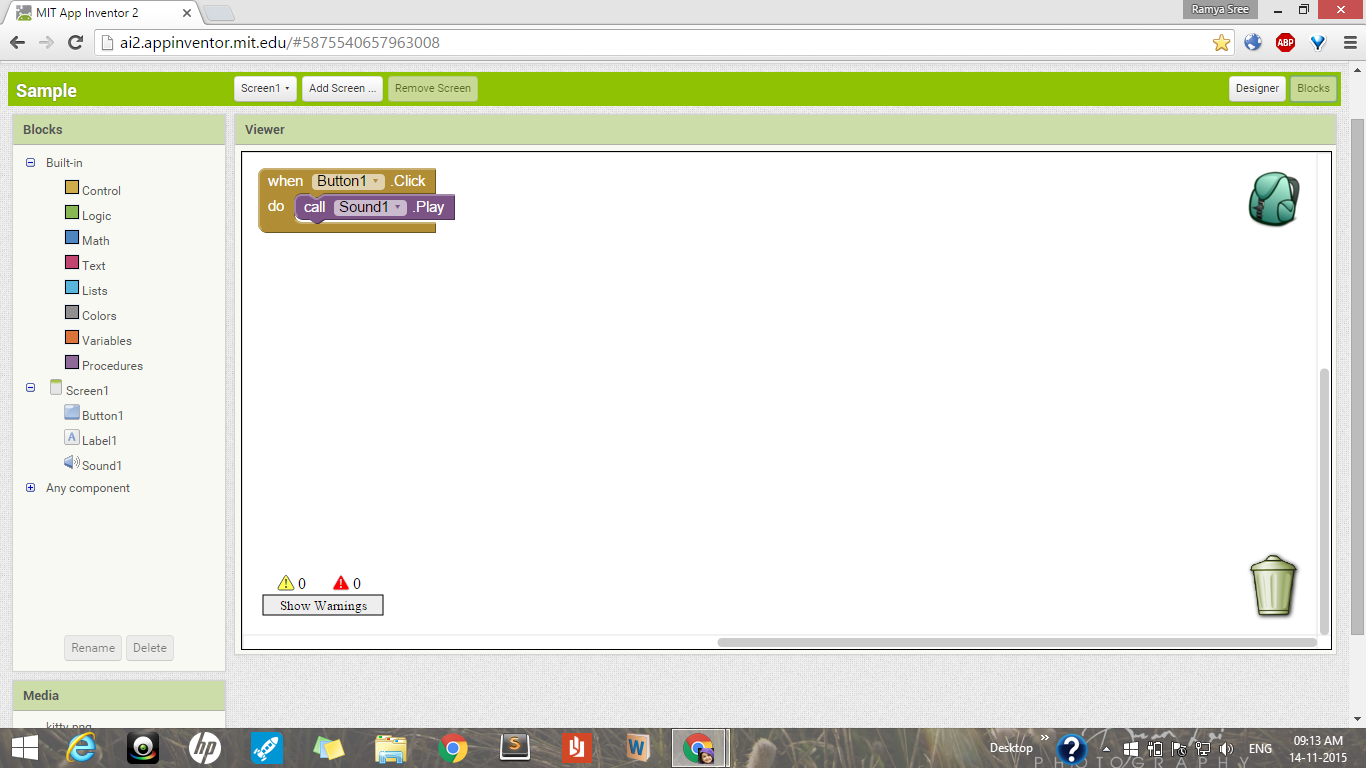 MIT App Inventor 2
Ramya Sree
ai2.appinventor.mit.edu/#5875540657963008
ABP
Sample
Screen1
Add Screen ...
Remove Screen
Designer
Blocks
Blocks
Viewer
Built-in
Control
Logic
Math
Text
Lists
Colors
Variables
Procedures
Screen1
A Label1
Button1
Sound1
Any component
when Button1 .Click
do call Sound1 .Play
0 0
Show Warnings
Rename Delete
Media
kitty.png
hp
S
W
Desktop
»
?
ENG
09:13 AM
14-11-2015
PHOTOGRAPHY